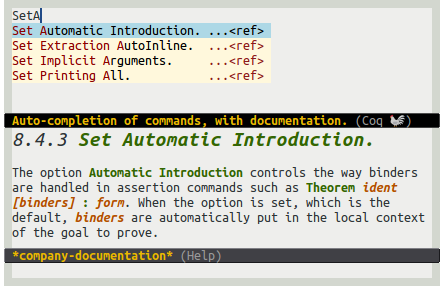 SetA
Set Automatic Introduction. ...<ref>
Set Extraction AutoInline. ...<ref>
Set Implicit Arguments. ...<ref>
Set Printing All. ...<ref>
Auto-completion of commands, with documentation. (Coq 🐓)
8.4.3 Set Automatic Introduction.
The option Automatic Introduction controls the way binders
are handled in assertion commands such as Theorem ident
[binders] : form. When the option is set, which is the
default, binders are automatically put in the local context
of the goal to prove.
*company-documentation* (Help)